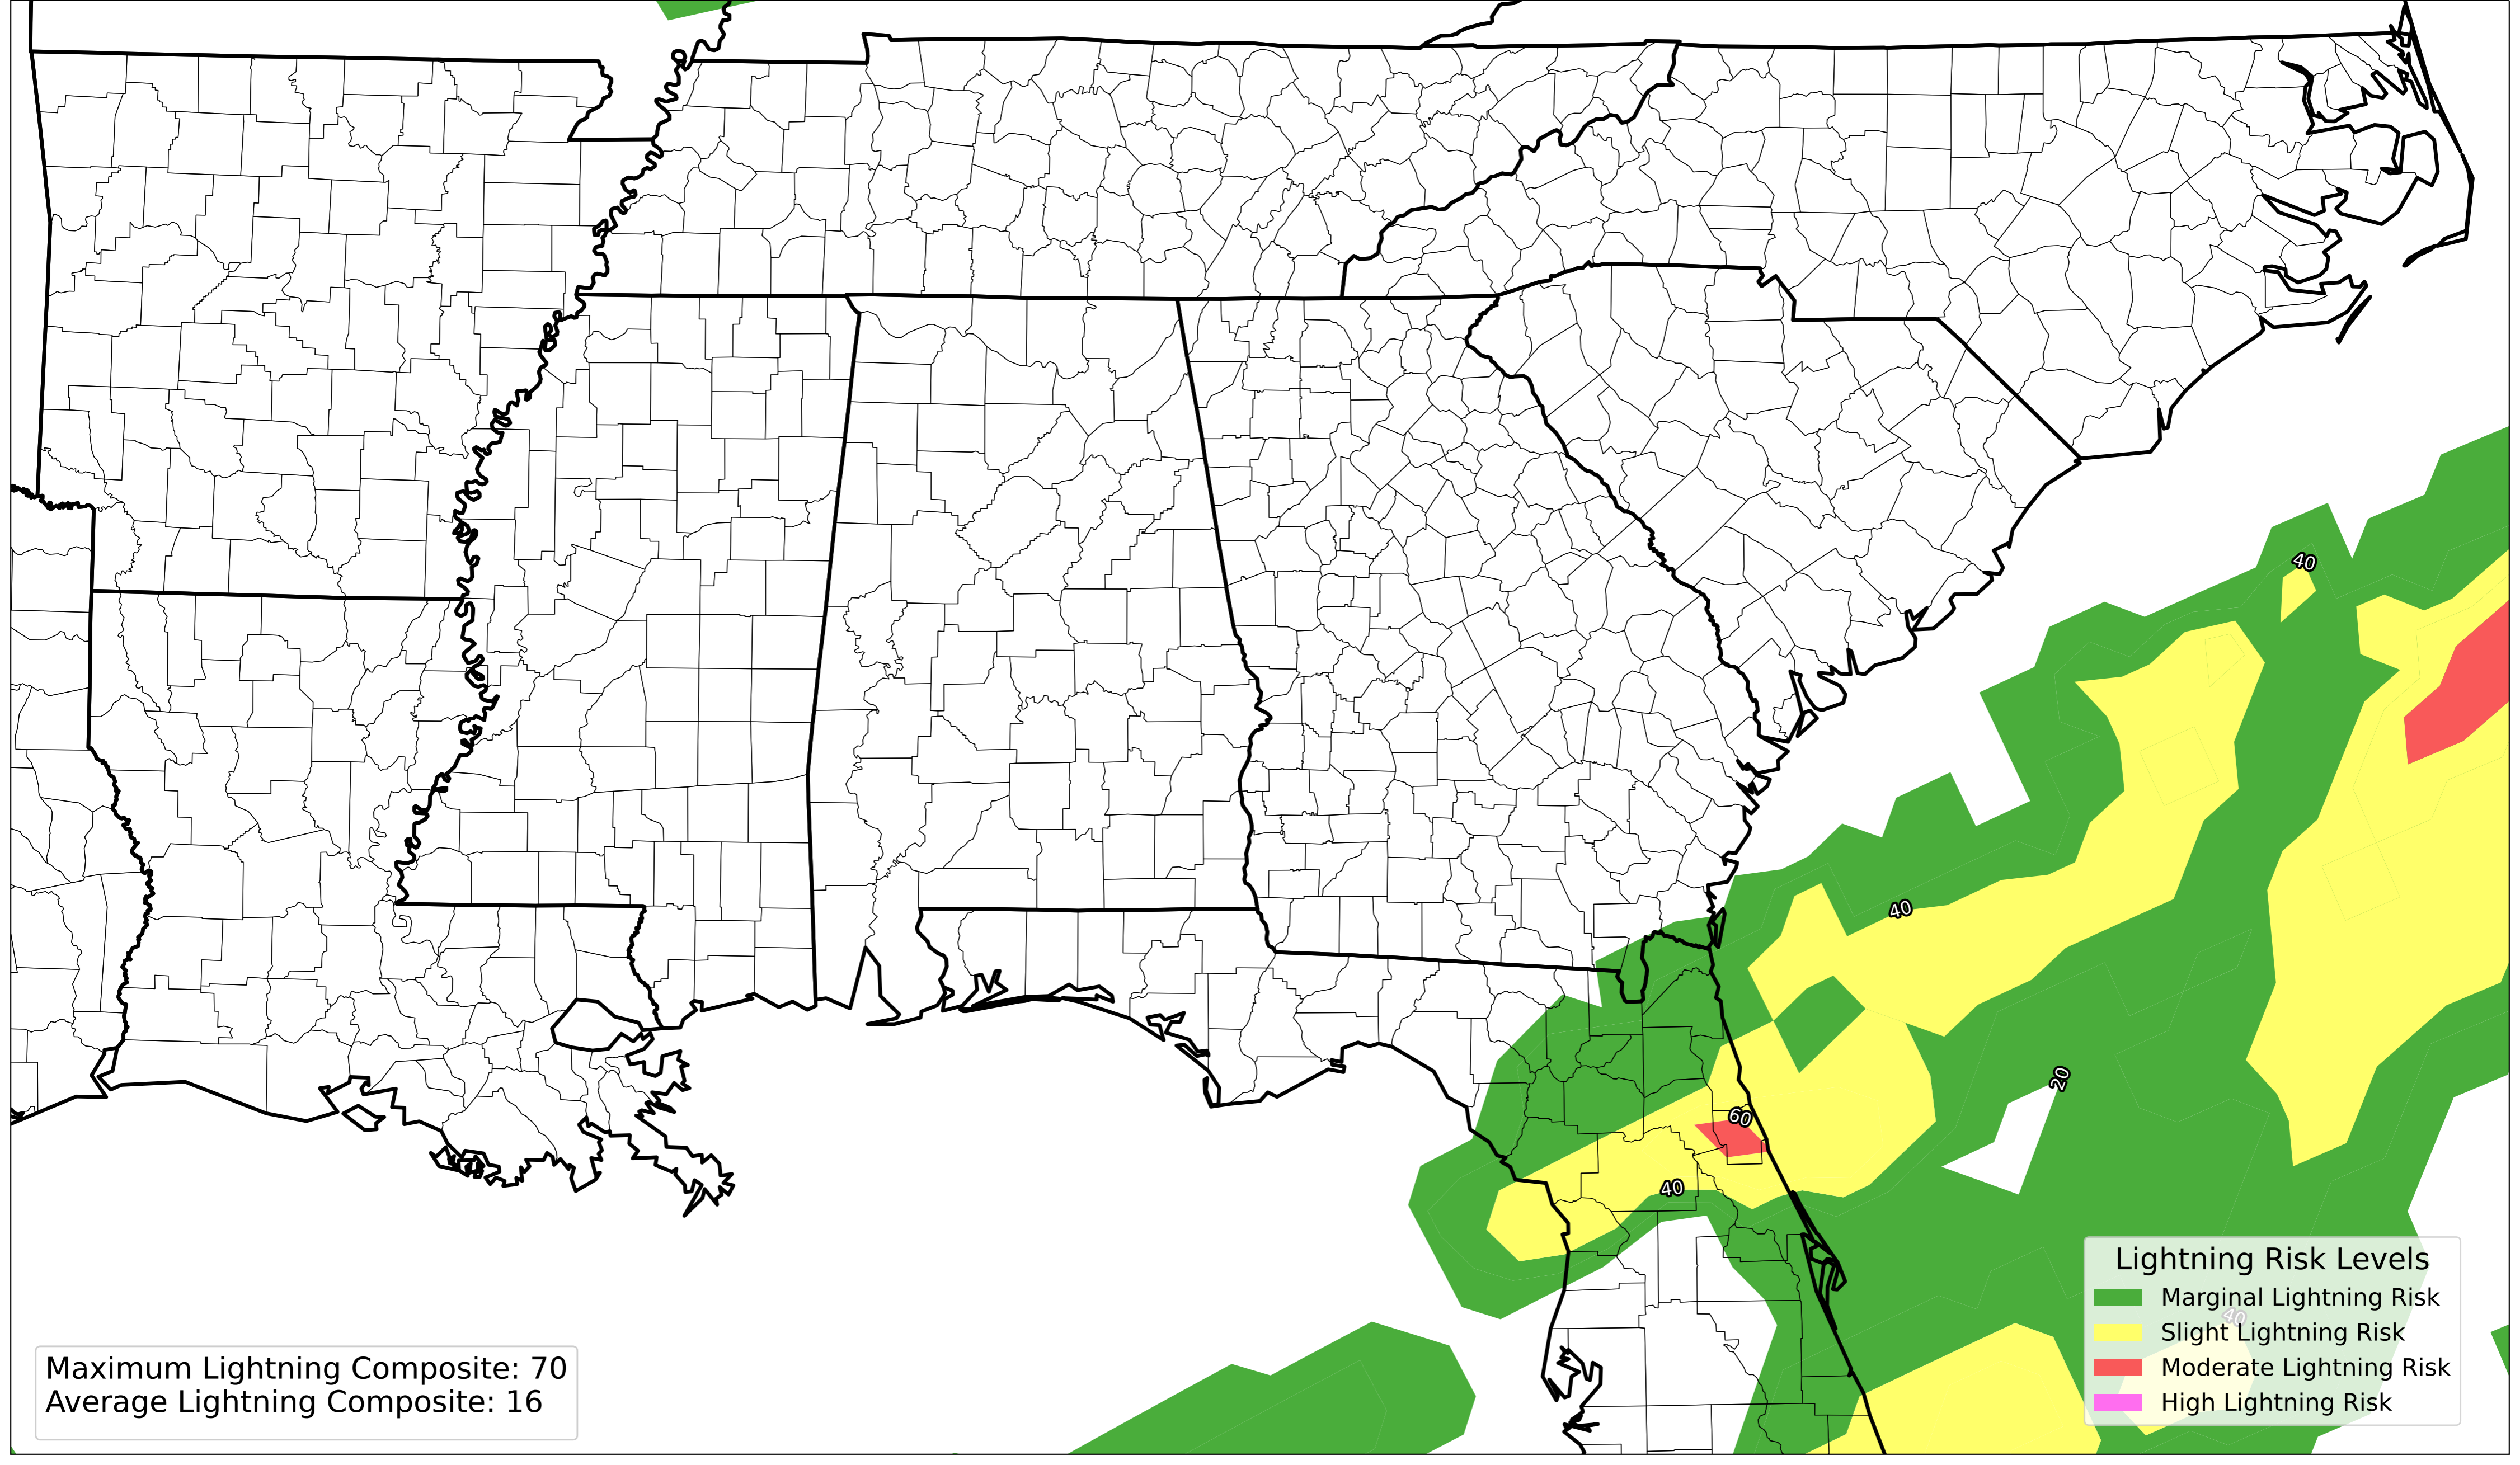 40
40
20
60
40
Lightning Risk Levels
Marginal Lightning Risk
40
Slight Lightning Risk
Moderate Lightning Risk
High Lightning Risk
Maximum Lightning Composite: 70
Average Lightning Composite: 16